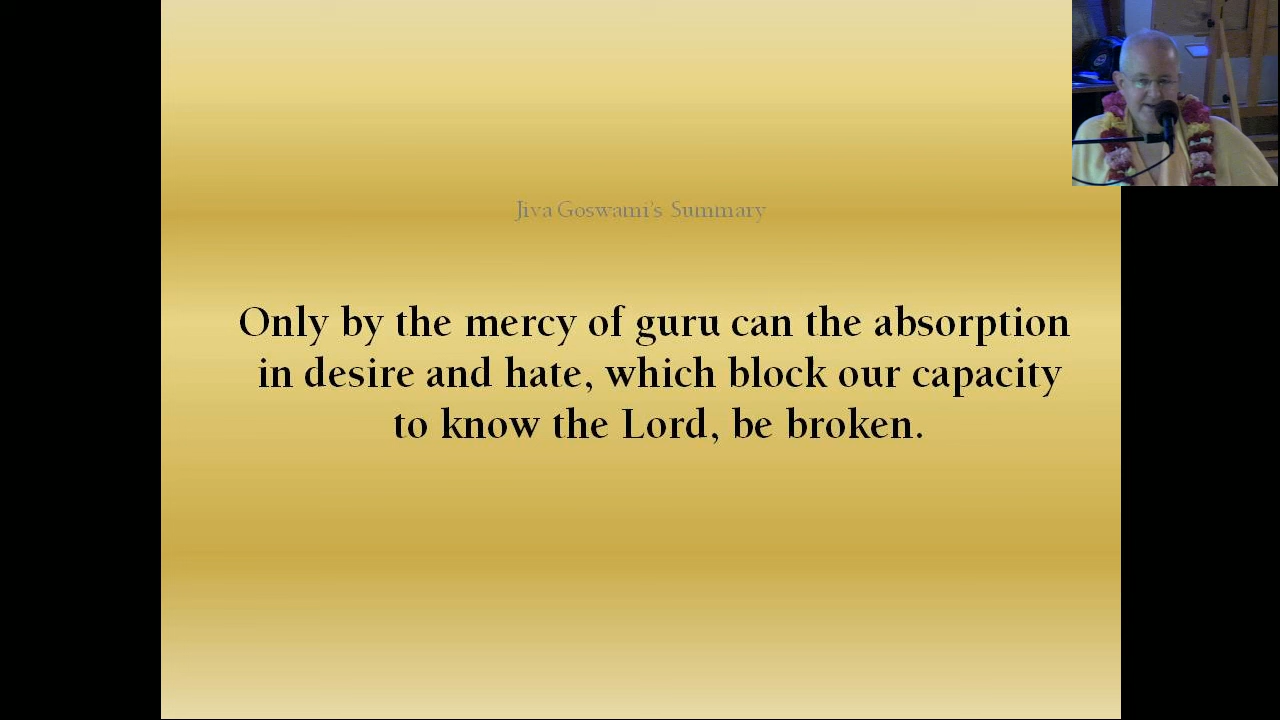 Jiva Goswami's Summary
Only by the mercy of guru can the absorption
in desire and hate, which block our capacity
to know the Lord, be broken.